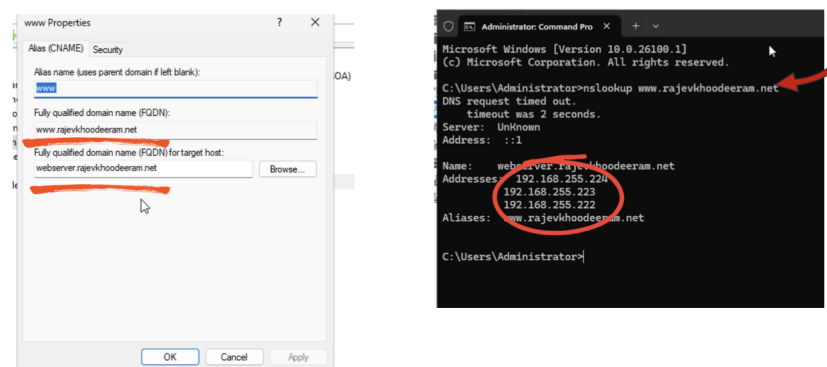 www Properties
? ×
Alias (CNAME) Security
Alias name (uses parent domain if left blank):
www
Fully qualified domain name (FQDN):
www.rajevkhoodeeram.net
Fully qualified domain name (FQDN) for target host:
webserver.rajevkhoodeeram.net
Browse...
OK Cancel Apply
OA)
Administrator: Command Pro × +
Microsoft Windows [Version 10.0.26100.1]
(c) Microsoft Corporation. All rights reserved.
C:\Users\Administrator>nslookup www.rajevkhoodeeram.net
DNS request timed out.
timeout was 2 seconds.
Server: UnKnown
Address: ::1
Name: webserver.rajevkhoodeeram.net
Addresses: 192.168.255.224
192.168.255.223
192.168.255.222
Aliases: www.rajevkhoodeeram.net
C:\Users\Administrator>